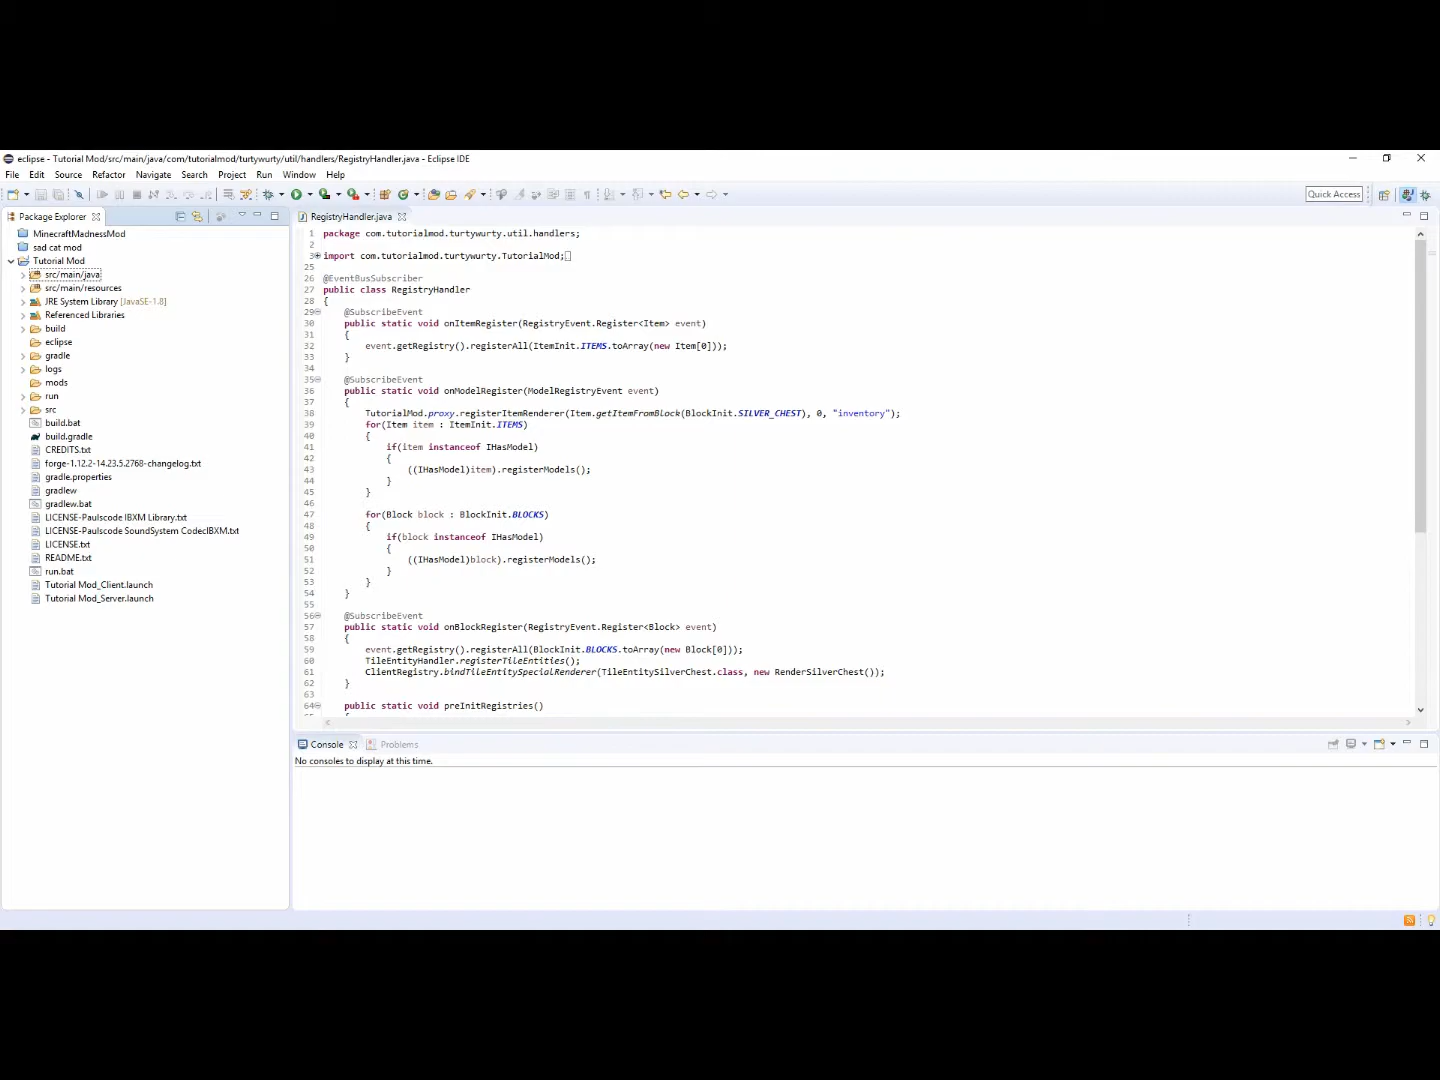 eclipse - Tutorial Mod/src/main/java/com/tutorialmod/turtywurty/util/handlers/RegistryHandler.java - Eclipse IDE
File Edit Source Refactor Navigate Search Project Run Window Help
Quick Access
Package Explorer
MinecraftMadnessMod
sad cat mod
Tutorial Mod
src/main/java
src/main/resources
JRE System Library [JavaSE-1.8]
Referenced Libraries
build
eclipse
gradle
logs
mods
run
src
build.bat
build.gradle
CREDITS.txt
forge-1.12.2-14.23.5.2768-changelog.txt
gradle.properties
gradlew
gradlew.bat
LICENSE-Paulscode IBXM Library.txt
LICENSE-Paulscode SoundSystem CodecIBXM.txt
LICENSE.txt
README.txt
run.bat
Tutorial Mod_Client.launch
Tutorial Mod_Server.launch
RegistryHandler.java
1 package com.tutorialmod.turtywurty.util.handlers;
2
3 import com.tutorialmod.turtywurty.TutorialMod;
25
26 @EventBusSubscriber
27 public class RegistryHandler
28 {
29 @SubscribeEvent
30 public static void onItemRegister(RegistryEvent.Register<Item> event)
31 {
32 event.getRegistry().registerAll(ItemInit.ITEMS.toArray(new Item[0]));
33 }
34
35 @SubscribeEvent
36 public static void onModelRegister(ModelRegistryEvent event)
37 {
38 TutorialMod.proxy.registerItemRenderer(Item.getItemFromBlock(BlockInit.SILVER_CHEST), 0, "inventory");
39 for(Item item : ItemInit.ITEMS)
40 {
41 if(item instanceof IHasModel)
42 {
43 ((IHasModel)item).registerModels();
44 }
45 }
46
47 for(Block block : BlockInit.BLOCKS)
48 {
49 if(block instanceof IHasModel)
50 {
51 ((IHasModel)block).registerModels();
52 }
53 }
54 }
55
56 @SubscribeEvent
57 public static void onBlockRegister(RegistryEvent.Register<Block> event)
58 {
59 event.getRegistry().registerAll(BlockInit.BLOCKS.toArray(new Block[0]));
60 TileEntityHandler.registerTileEntities();
61 ClientRegistry.bindTileEntitySpecialRenderer(TileEntitySilverChest.class, new RenderSilverChest());
62 }
63
64 public static void preInitRegistries()
Console Problems
No consoles to display at this time.